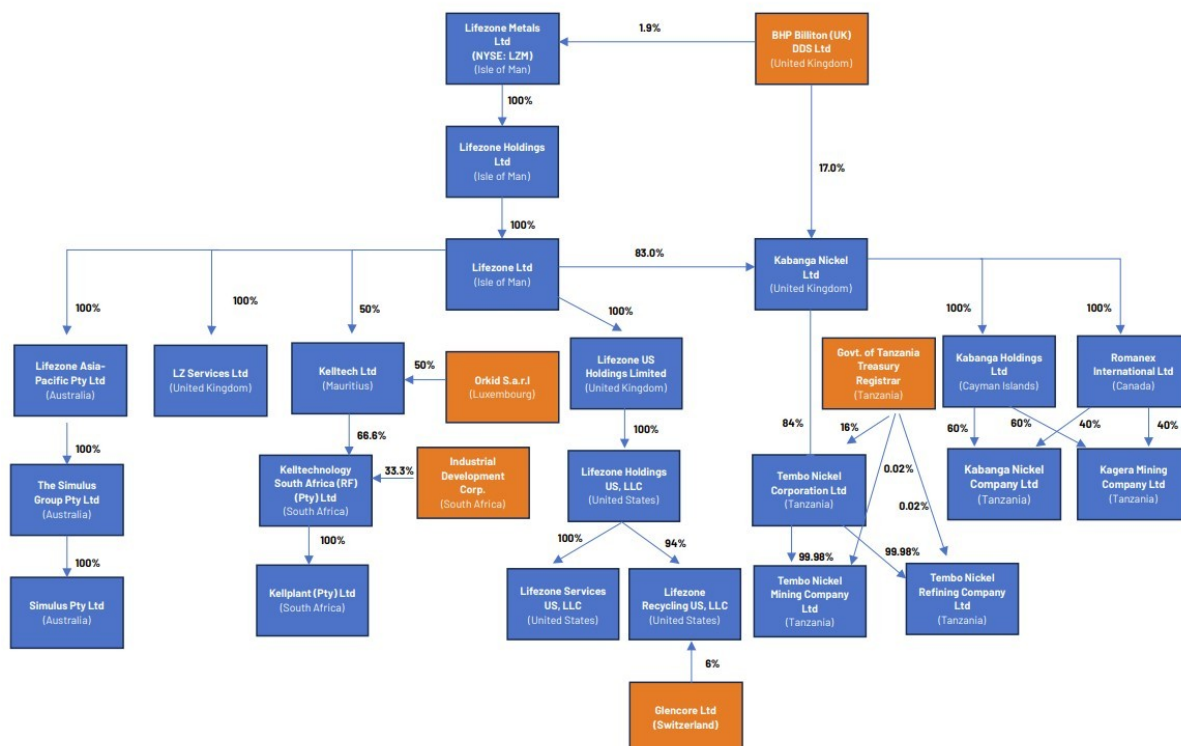 Lifezone Metals
Ltd
(NYSE: LZM)
(Isle of Man)
1.9%
BHP Billiton (UK)
DDS Ltd
(United Kingdom)
100%
Lifezone Holdings
Ltd
(Isle of Man)
17.0%
100%
Lifezone Ltd
(Isle of Man)
83.0%
Kabanga Nickel
Ltd
(United Kingdom)
100%
100%
50%
100%
100%
100%
Lifezone Asia-
Pacific Pty Ltd
(Australia)
LZ Services Ltd
(United Kingdom)
Kelltech Ltd
(Mauritius)
50%
Orkid S.a.r.l
(Luxembourg)
Lifezone US
Holdings Limited
(United Kingdom)
Govt. of Tanzania
Treasury
Registrar
(Tanzania)
Kabanga Holdings
Ltd
(Cayman Islands)
Romanex
International Ltd
(Canada)
100%
66.6%
100%
84%
16%
60%
60%
40%
40%
The Simulus
Group Pty Ltd
(Australia)
Kelltechnology
South Africa (RF)
(Pty) Ltd
(South Africa)
33.3%
Industrial
Development
Corp.
(South Africa)
Lifezone Holdings
US, LLC
(United States)
Tembo Nickel
Corporation Ltd
(Tanzania)
0.02%
0.02%
Kabanga Nickel
Company Ltd
(Tanzania)
Kagera Mining
Company Ltd
(Tanzania)
100%
100%
100%
94%
99.98%
99.98%
Simulus Pty Ltd
(Australia)
Kellplant (Pty) Ltd
(South Africa)
Lifezone Services
US, LLC
(United States)
Lifezone
Recycling US, LLC
(United States)
Tembo Nickel
Mining Company
Ltd
(Tanzania)
Tembo Nickel
Refining Company
Ltd
(Tanzania)
6%
Glencore Ltd
(Switzerland)